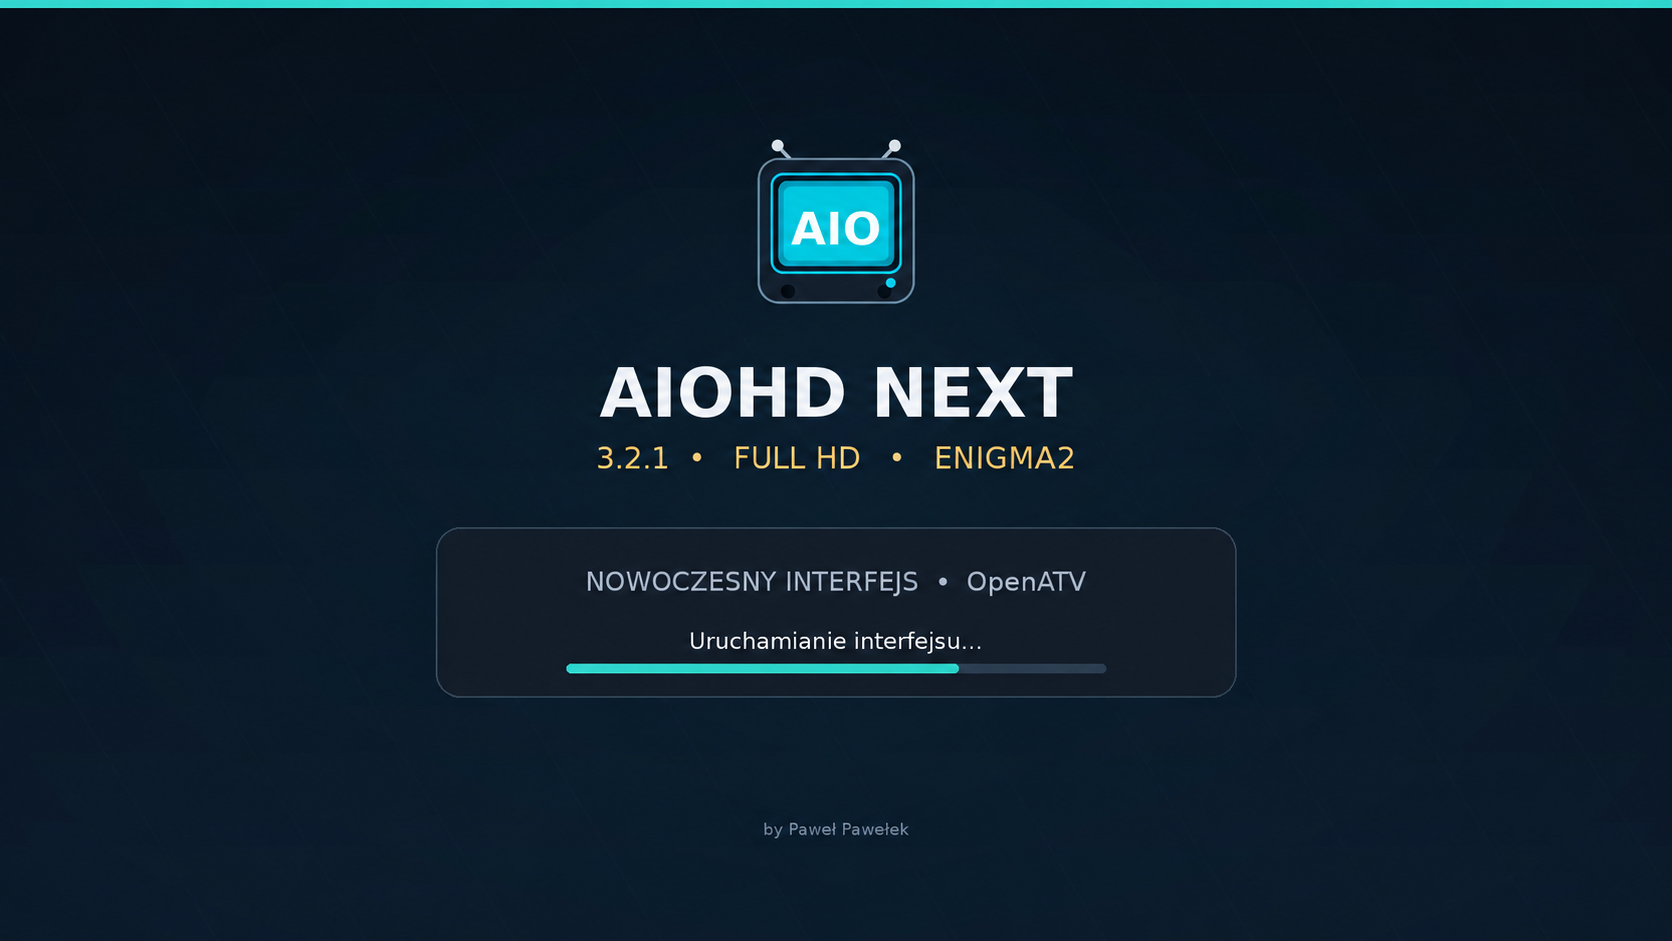 AIO
AIOHD NEXT
3.2.1 • FULL HD • ENIGMA2
NOWOCZESNY INTERFEJS • OpenATV
Uruchamianie interfejsu...
by Paweł Pawełek